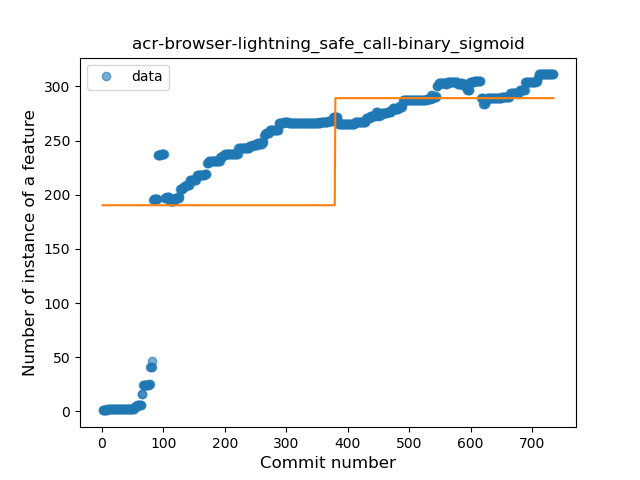 acr-browser-lightning_safe_call-binary_sigmoid
data
Number of instance of a feature
300
250
200
150
100
50
0
0 100 200 300 400 500 600 700
Commit number